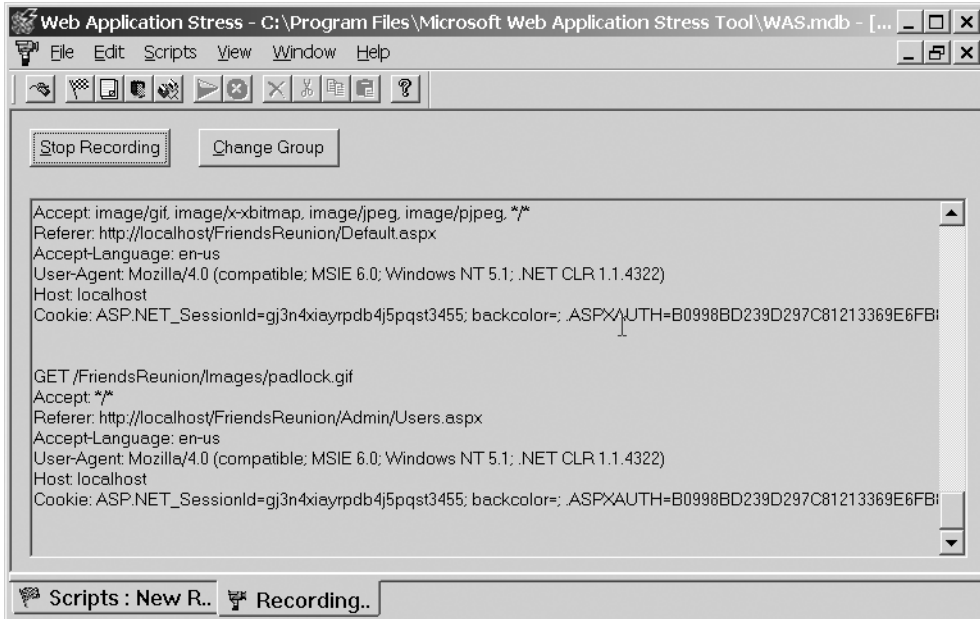 Web Application Stress - C:\Program Files\Microsoft Web Application Stress Tool\WAS.mdb - [...
File Edit Scripts View Window Help
Stop Recording Change Group
Accept: image/gif, image/x-xbitmap, image/jpeg, image/pjpeg, */*
Referer: http://localhost/FriendsReunion/Default.aspx
Accept-Language: en-us
User-Agent: Mozilla/4.0 (compatible; MSIE 6.0; Windows NT 5.1; .NET CLR 1.1.4322)
Host: localhost
Cookie: ASP.NET_SessionId=gj3n4xiayrpdb4j5pqst3455; backcolor=; .ASPXAUTH=B0998BD239D297C81213369E6FB
GET /FriendsReunion/Images/padlock.gif
Accept: */*
Referer: http://localhost/FriendsReunion/Admin/Users.aspx
Accept-Language: en-us
User-Agent: Mozilla/4.0 (compatible; MSIE 6.0; Windows NT 5.1; .NET CLR 1.1.4322)
Host: localhost
Cookie: ASP.NET_SessionId=gj3n4xiayrpdb4j5pqst3455; backcolor=; .ASPXAUTH=B0998BD239D297C81213369E6FB
Scripts : New R.. Recording..